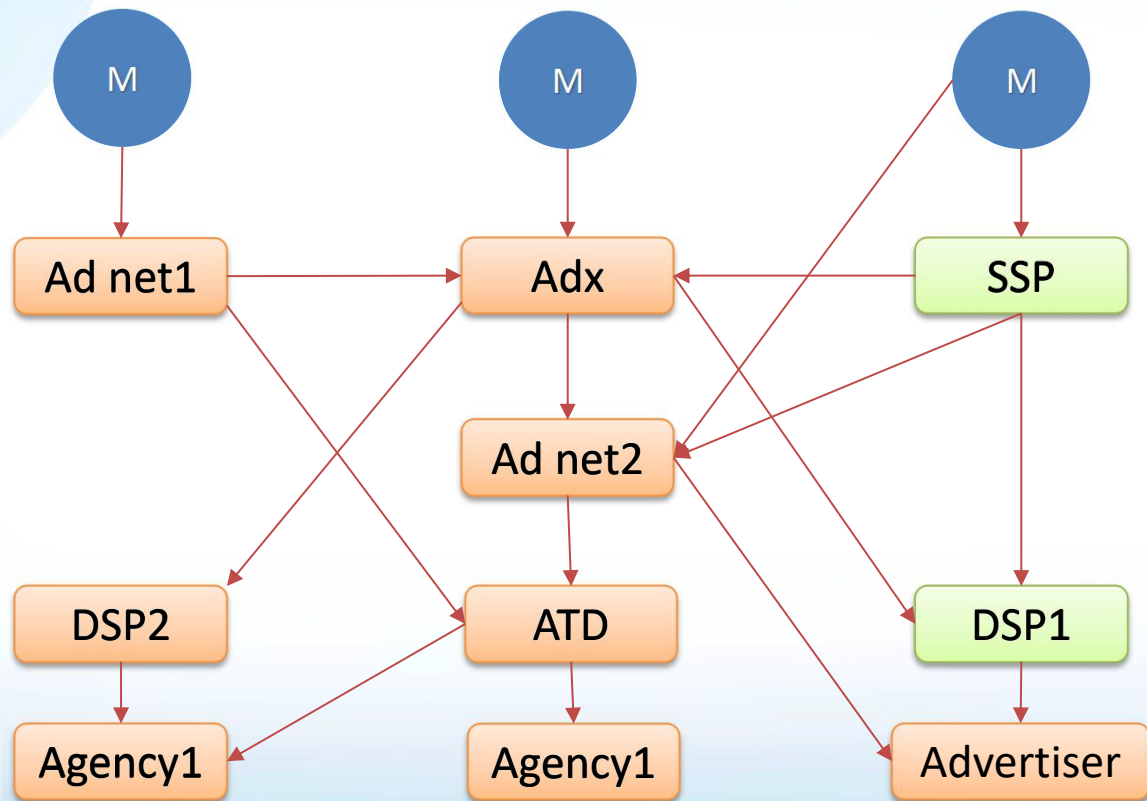 M
M
M
Ad net1
Adx
SSP
Ad net2
DSP2
ATD
DSP1
Agency1
Agency1
Advertiser